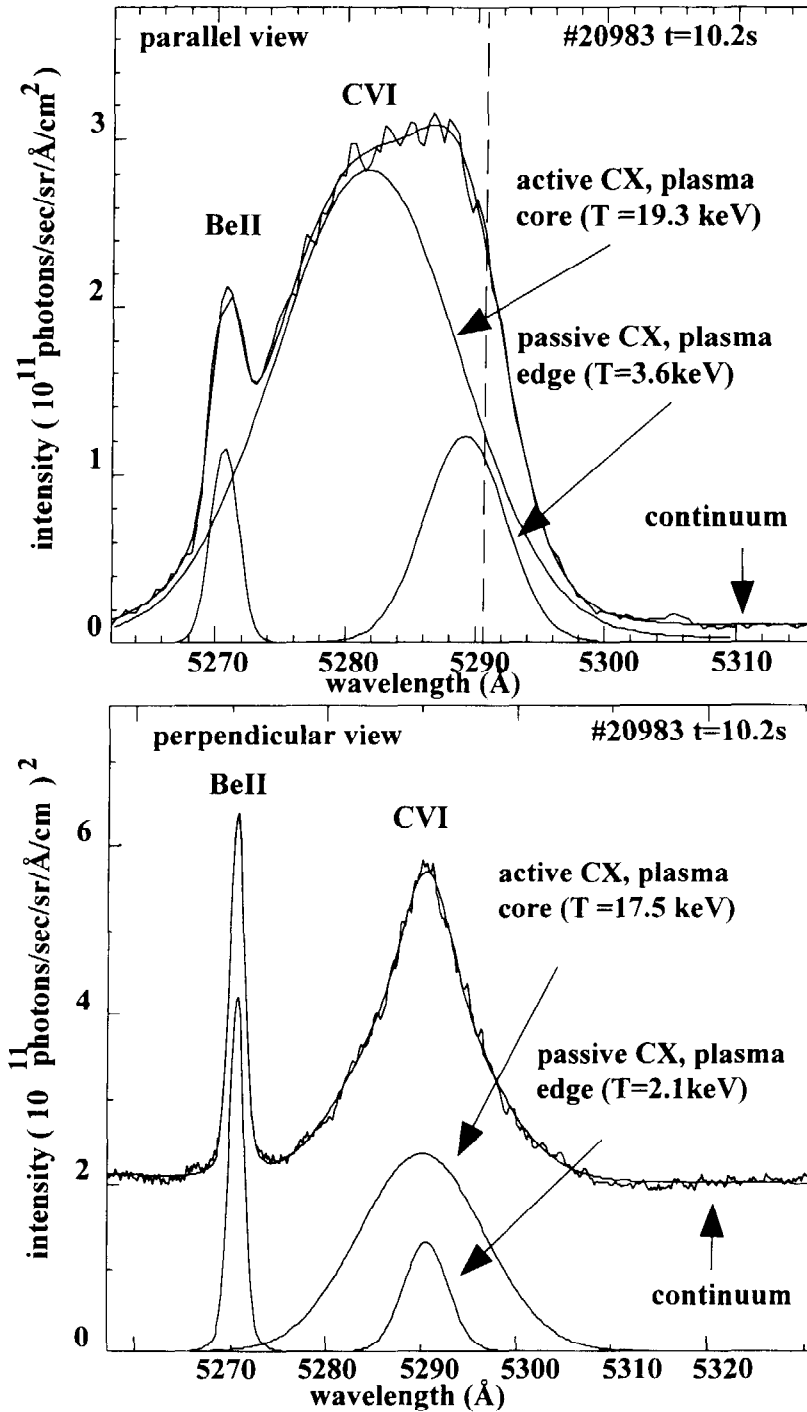 parallel view #20983 t=10.2s
CVI
BeII
active CX, plasma
core (T =19.3 keV)
passive CX, plasma
edge (T=3.6keV)
continuum
intensity ( 10^11 photons/sec/sr/Å/cm^2)
3
2
1
0
5270 5280 5290 5300 5310
wavelength (Å)
perpendicular view #20983 t=10.2s
BeII
CVI
active CX, plasma
core (T =17.5 keV)
passive CX, plasma
edge (T=2.1keV)
continuum
intensity ( 10^11 photons/sec/sr/Å/cm )^2
6
4
2
0
5270 5280 5290 5300 5310 5320
wavelength (Å)